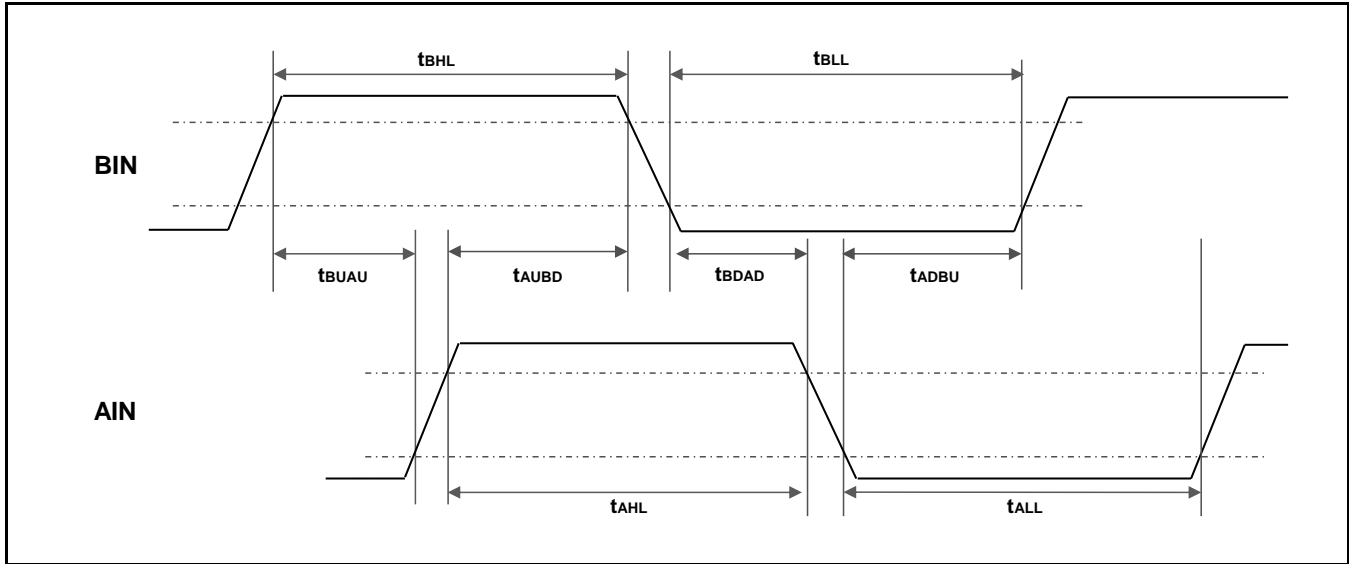 tBHL
tBLL
BIN
tBUAU
tAUBD
tBDAD
tADBU
AIN
tAHL
tALL